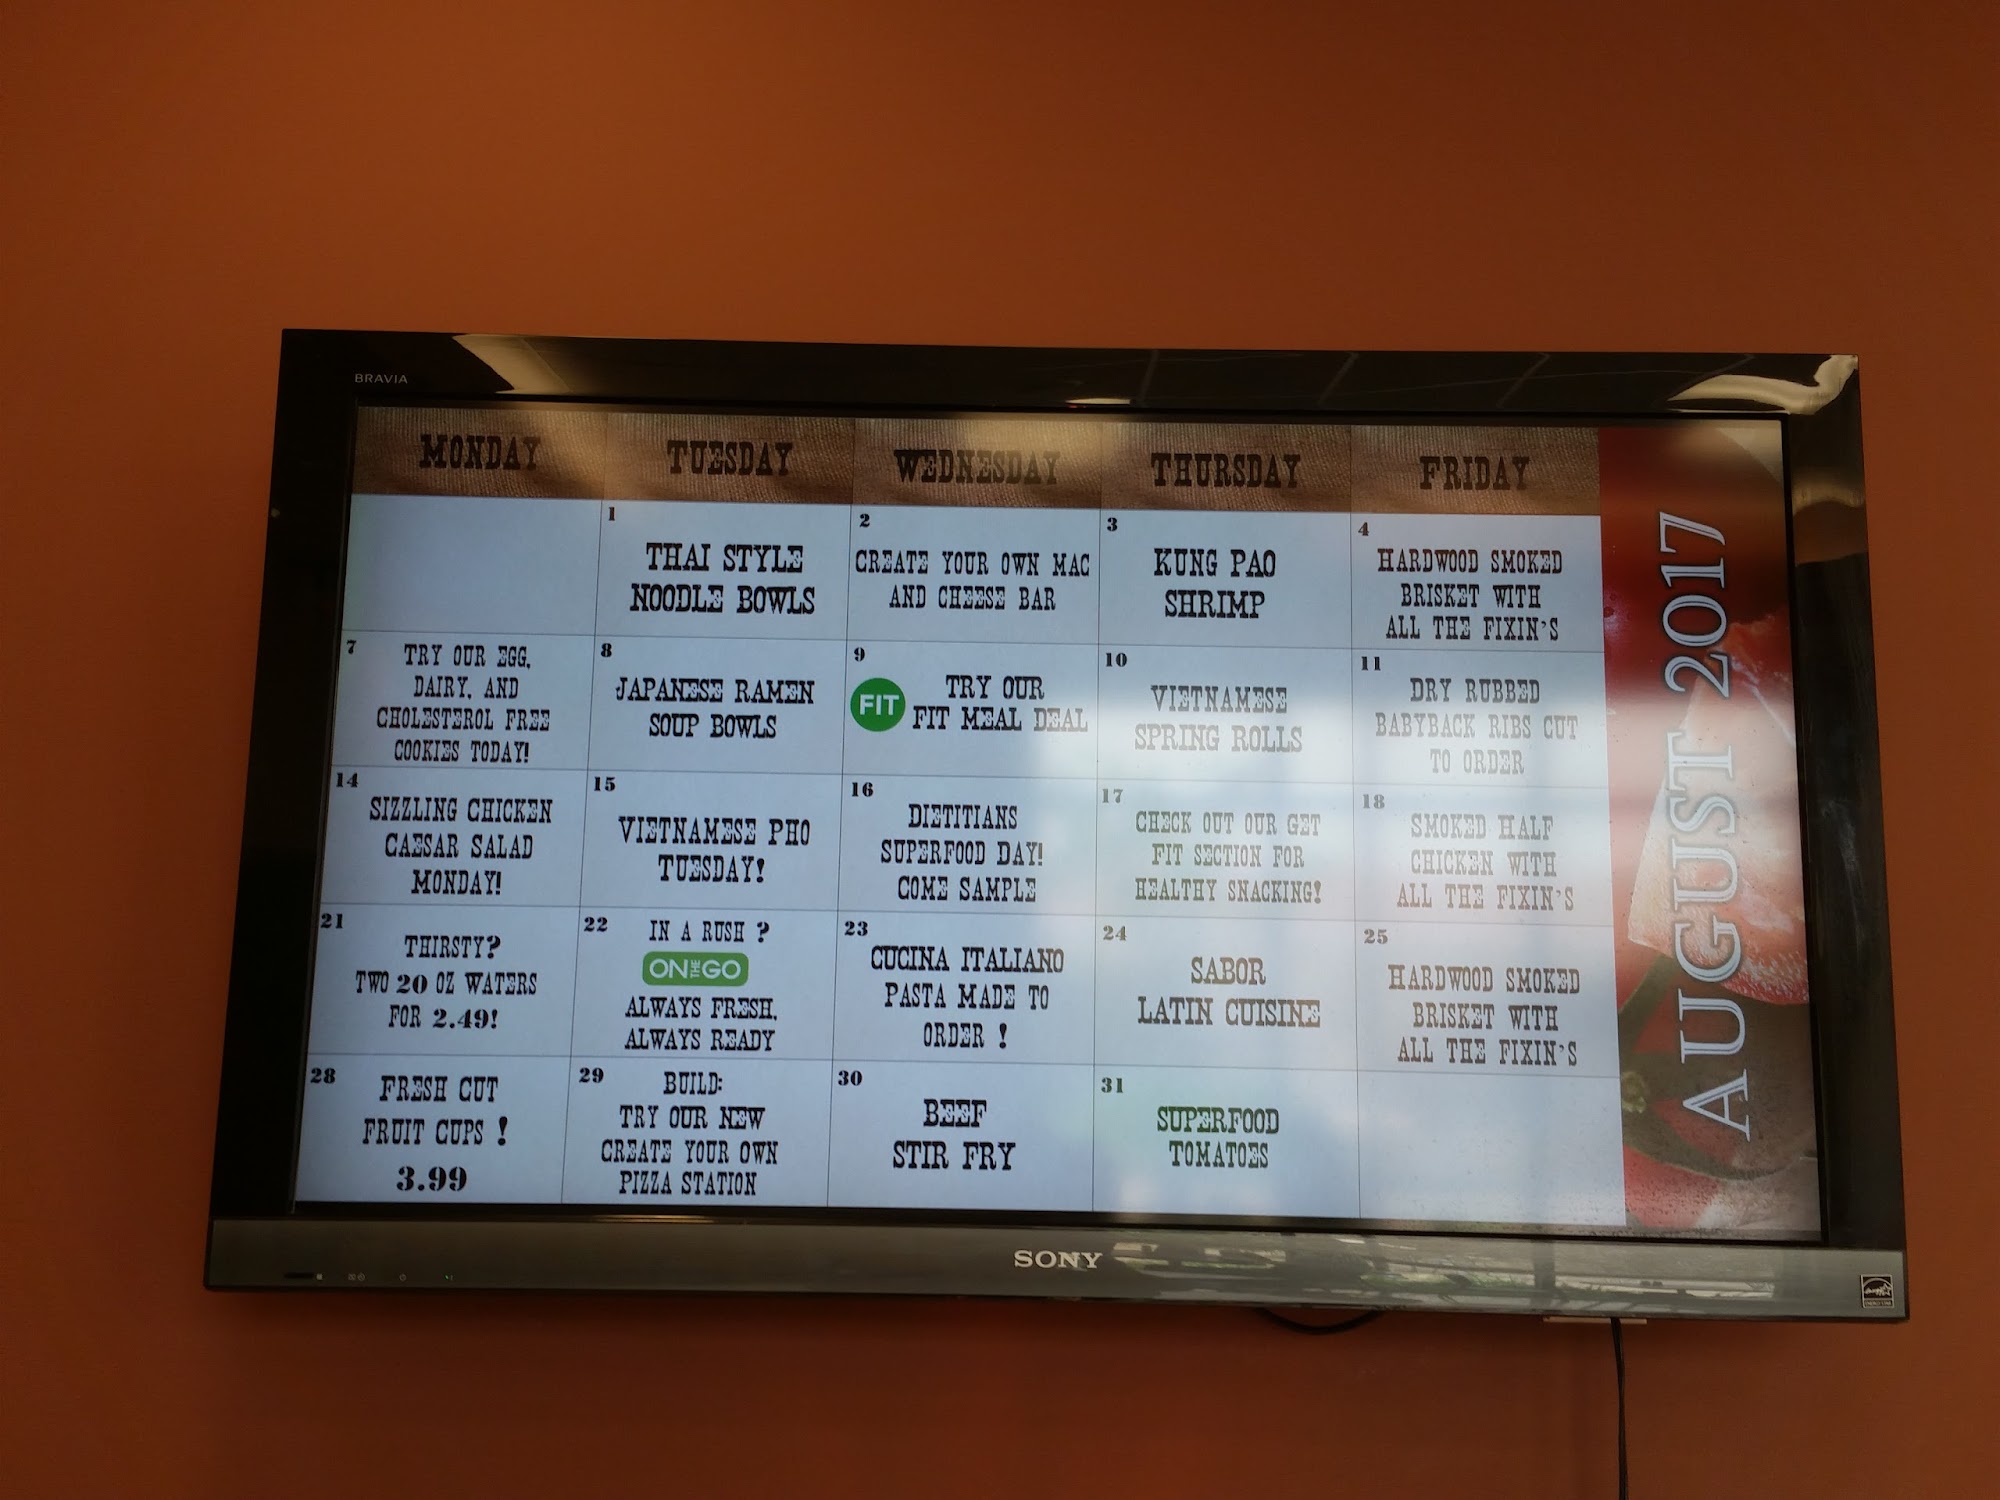 BRAVIA
MONDAY
TUESDAY
WEDNESDAY
THURSDAY
FRIDAY
AUGUST 2017
1
THAI STYLE
NOODLE BOWLS
2
CREATE YOUR OWN MAC
AND CHEESE BAR
3
KUNG PAO
SHRIMP
4
HARDWOOD SMOKED
BRISKET WITH
ALL THE FIXIN'S
7
TRY OUR EGG,
DAIRY, AND
CHOLESTEROL FREE
COOKIES TODAY!
8
JAPANESE RAMEN
SOUP BOWLS
9
FIT
TRY OUR
FIT MEAL DEAL
10
VIETNAMESE
SPRING ROLLS
11
DRY RUBBED
BABYBACK RIBS CUT
TO ORDER
14
SIZZLING CHICKEN
CAESAR SALAD
MONDAY!
15
VIETNAMESE PHO
TUESDAY!
16
DIETITIANS
SUPERFOOD DAY!
COME SAMPLE
17
CHECK OUT OUR GET
FIT SECTION FOR
HEALTHY SNACKING!
18
SMOKED HALF
CHICKEN WITH
ALL THE FIXIN'S
21
THIRSTY?
TWO 20 OZ WATERS
FOR 2.49!
22
IN A RUSH ?
ON THE GO
ALWAYS FRESH,
ALWAYS READY
23
CUCINA ITALIANO
PASTA MADE TO
ORDER !
24
SABOR
LATIN CUISINE
25
HARDWOOD SMOKED
BRISKET WITH
ALL THE FIXIN'S
28
FRESH CUT
FRUIT CUPS !
3.99
29
BUILD:
TRY OUR NEW
CREATE YOUR OWN
PIZZA STATION
30
BEEF
STIR FRY
31
SUPERFOOD
TOMATOES
SONY